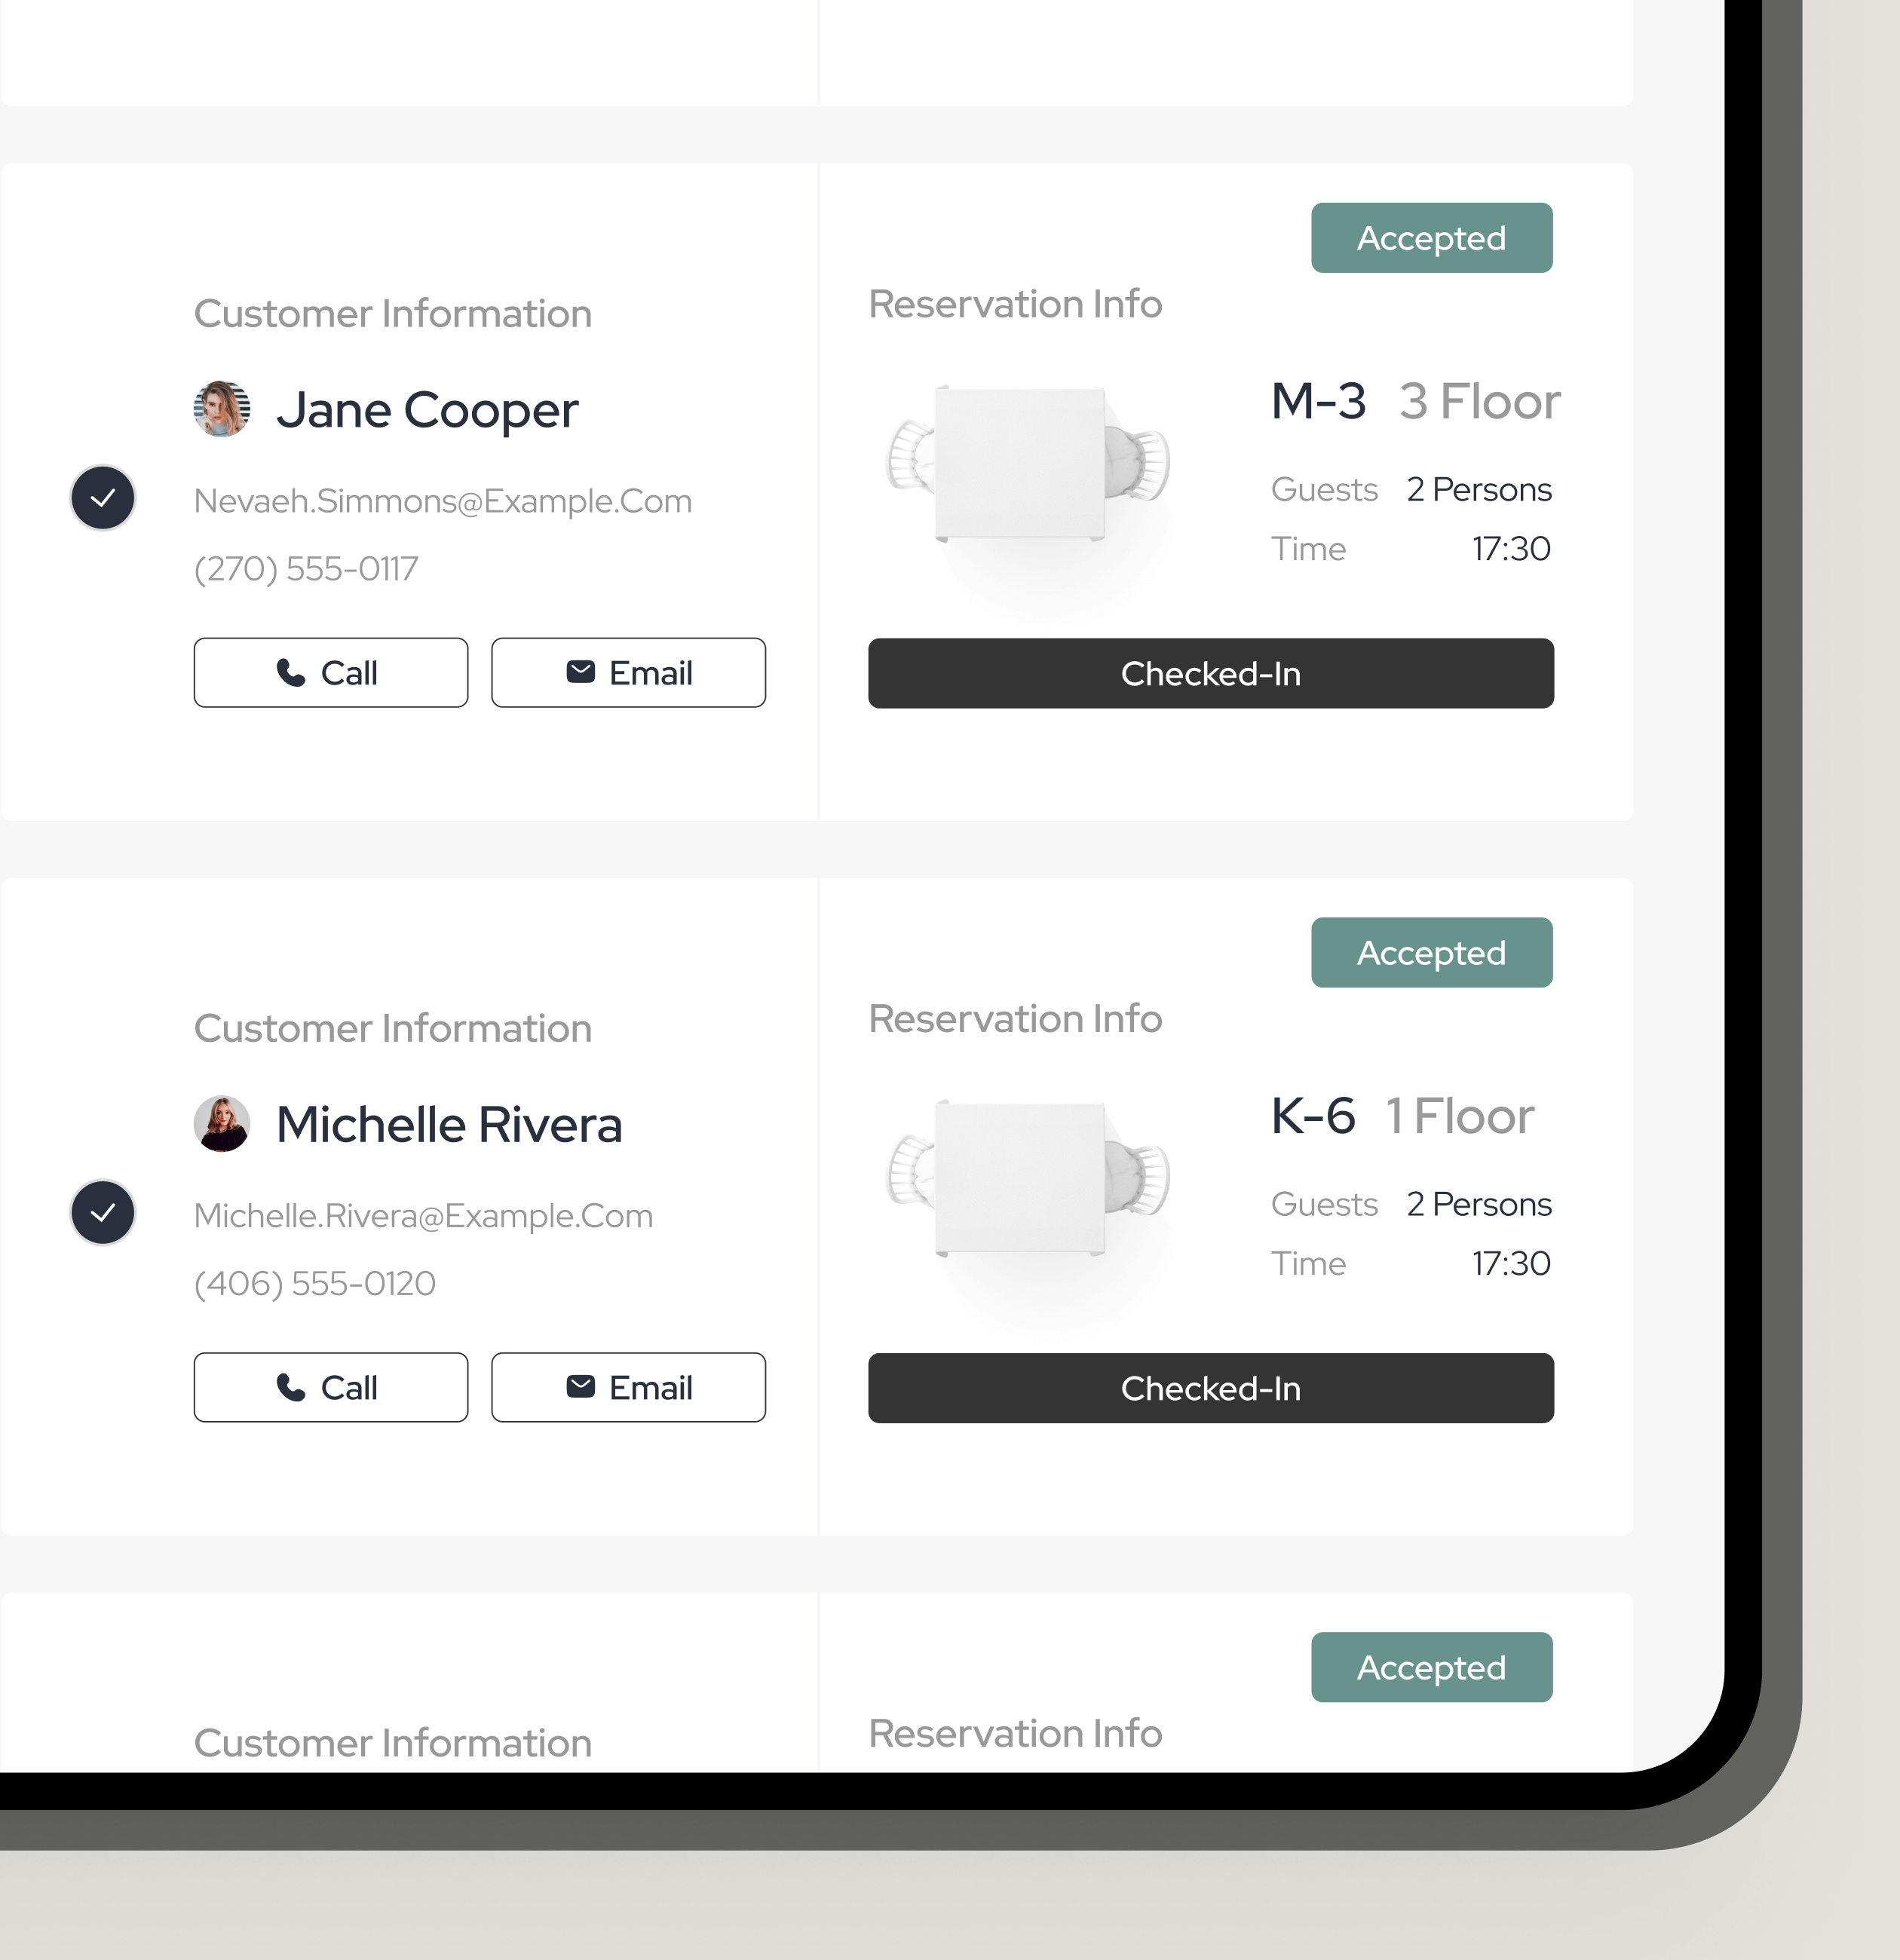 Accepted
Customer Information
Reservation Info
Jane Cooper
M-3 3 Floor
Nevaeh.Simmons@Example.Com
Guests 2 Persons
(270) 555-0117
Time 17:30
Call
Email
Checked-In
Accepted
Customer Information
Reservation Info
Michelle Rivera
K-6 1 Floor
Michelle.Rivera@Example.Com
Guests 2 Persons
(406) 555-0120
Time 17:30
Call
Email
Checked-In
Accepted
Customer Information
Reservation Info